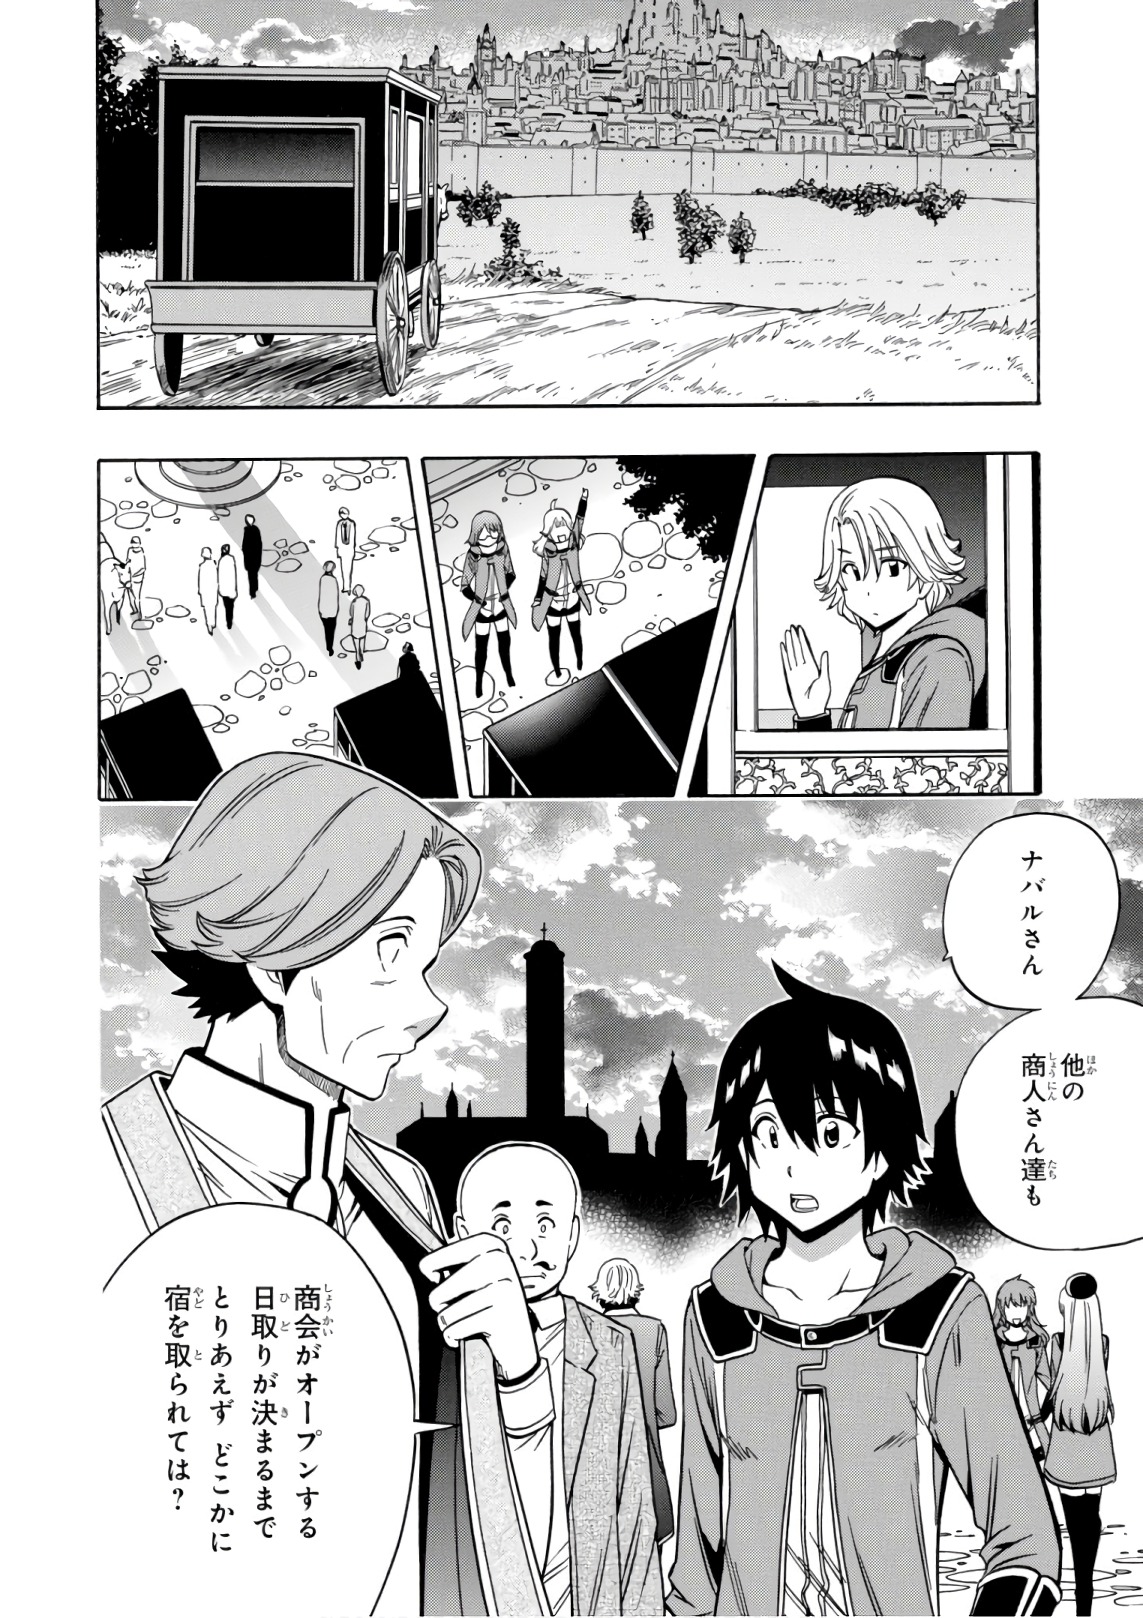 ナバルさん
他の
商人さん達も
商会がオープンする
日取りが決まるまで
とりあえず どこかに
宿を取られては？